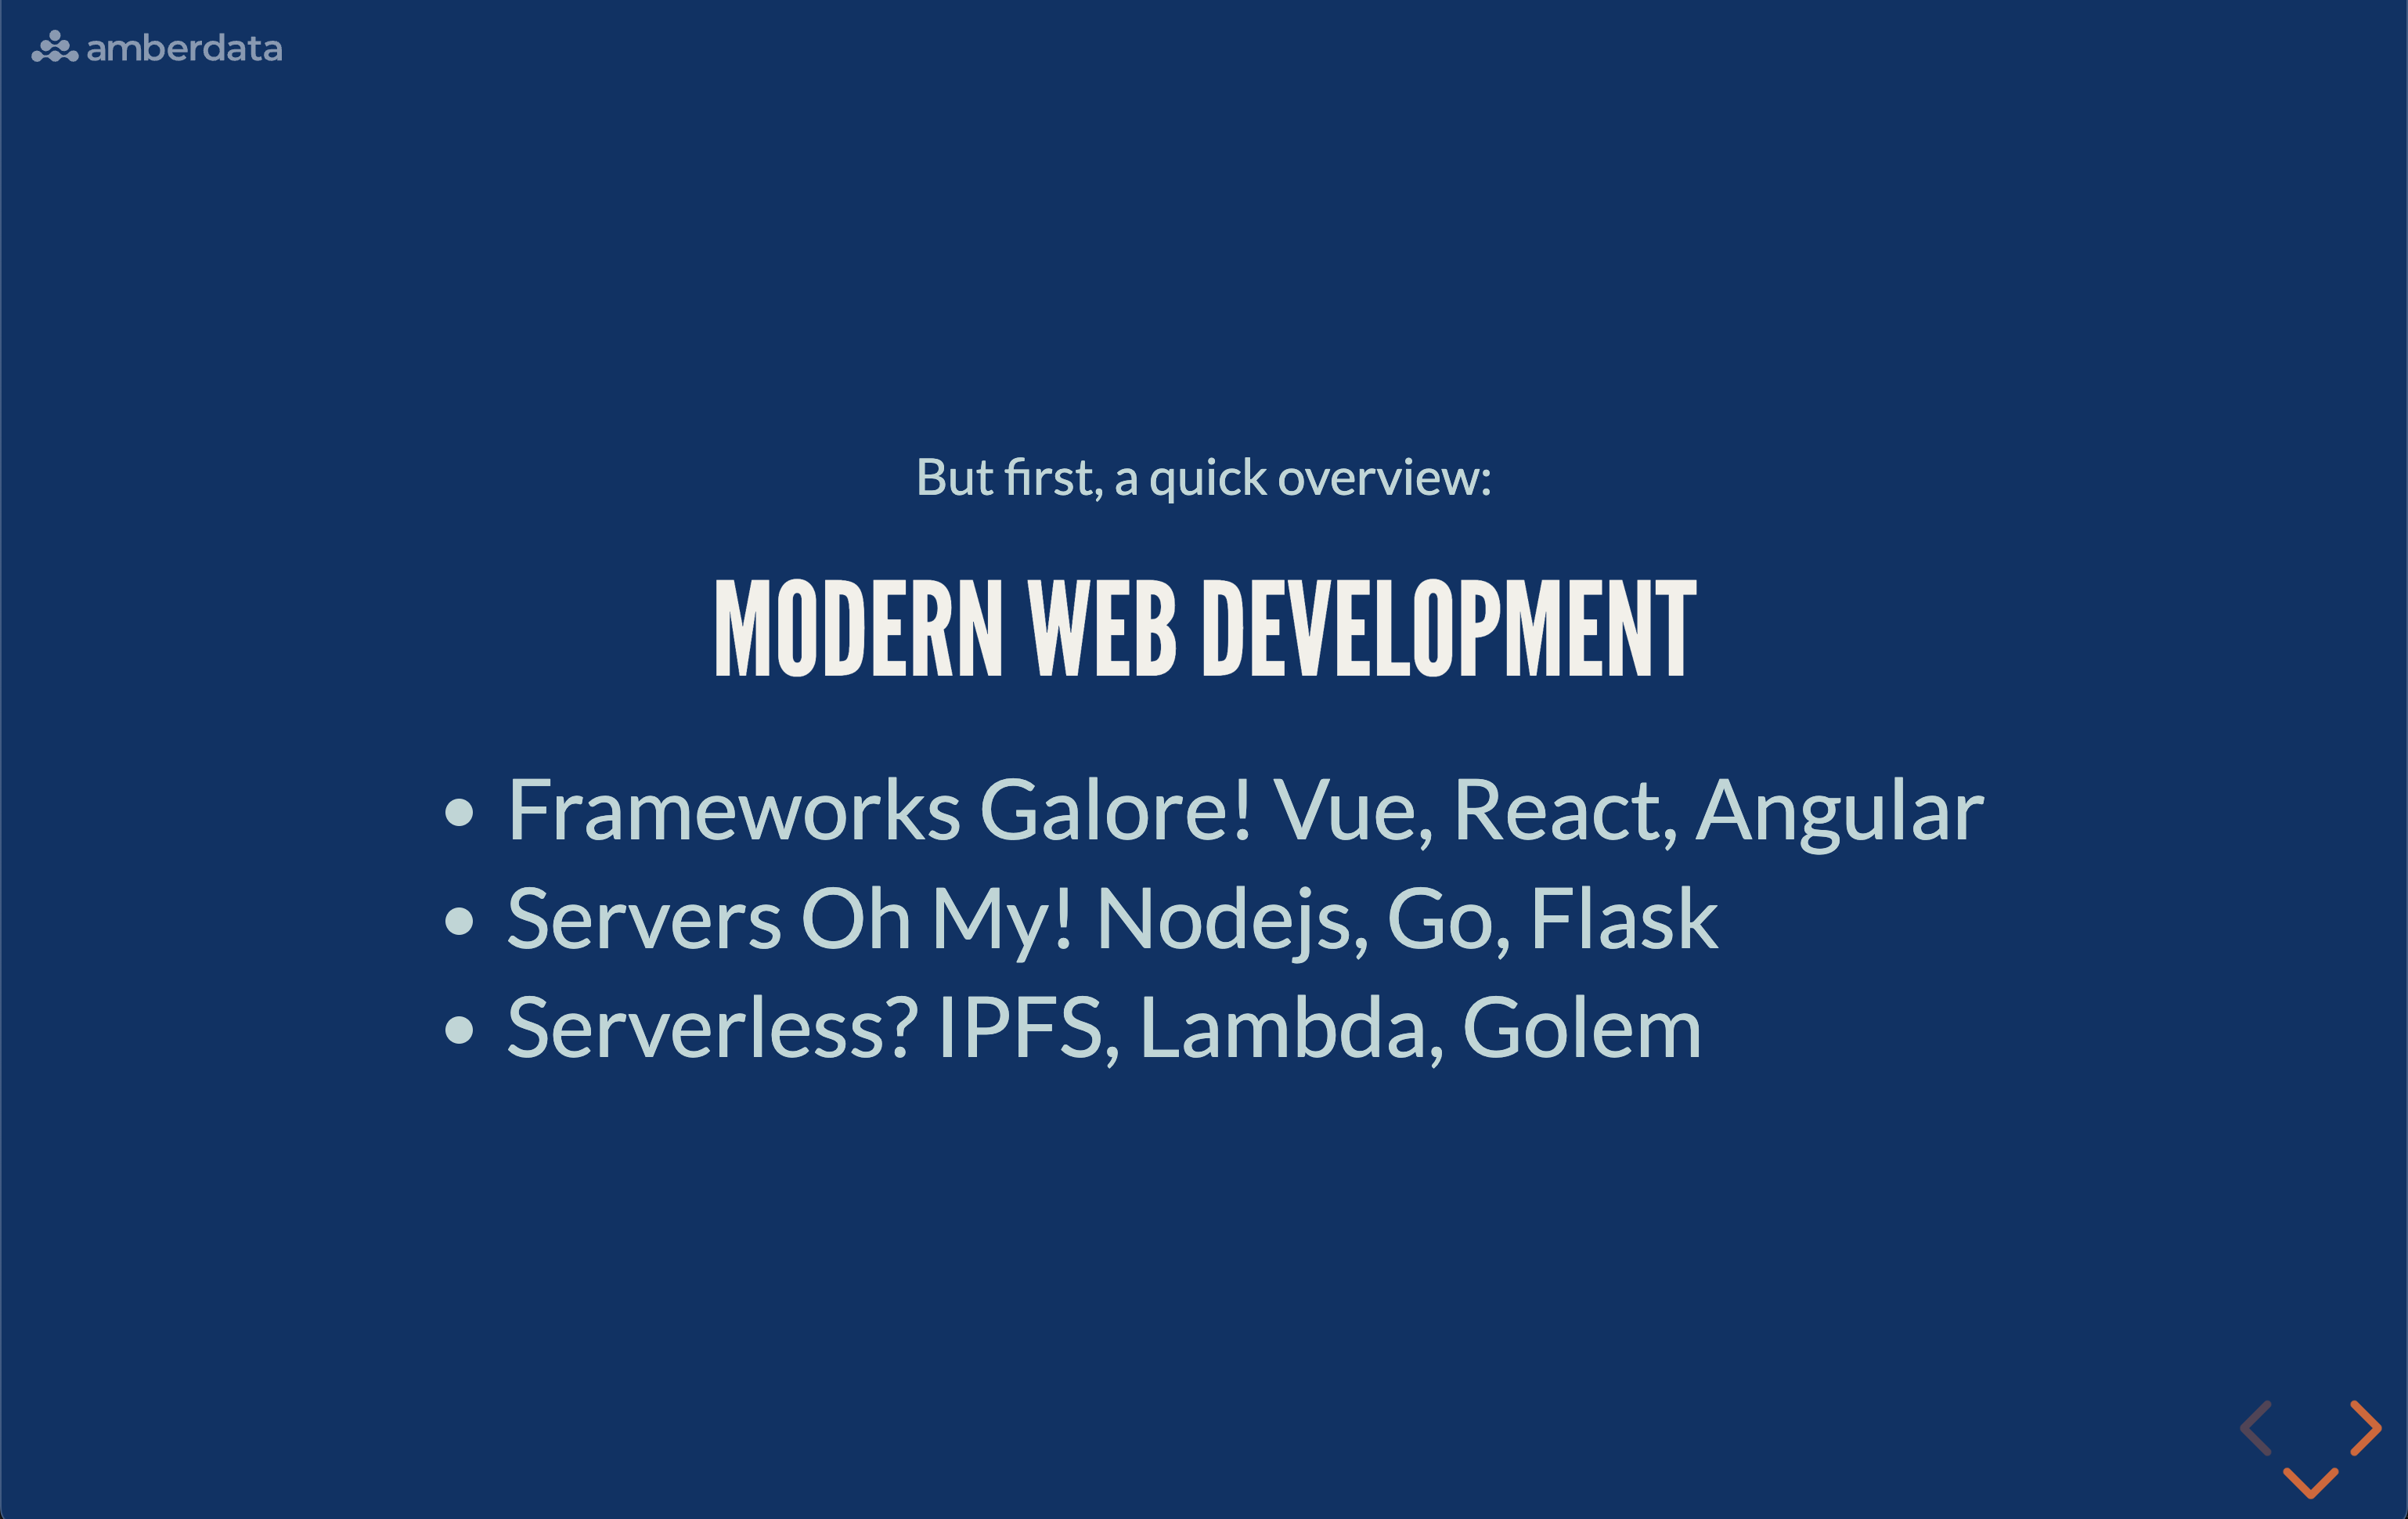 amberdata
But first, a quick overview:
MODERN WEB DEVELOPMENT
• Frameworks Galore! Vue, React, Angular
• Servers Oh My! Nodejs, Go, Flask
• Serverless? IPFS, Lambda, Golem